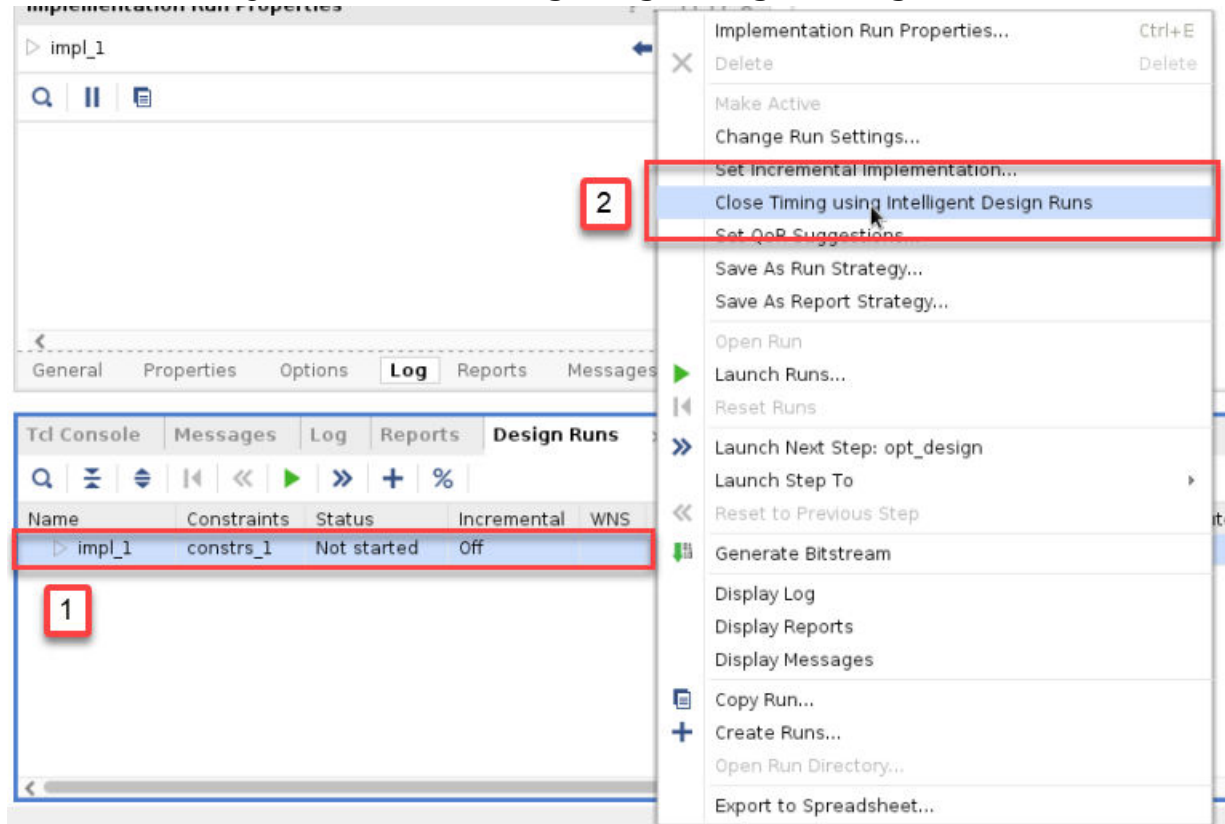 Implementation Run Properties
impl_1
General Properties Options Log Reports Messages
Tcl Console Messages Log Reports Design Runs
Name Constraints Status Incremental WNS
impl_1 constrs_1 Not started Off
1
2
Implementation Run Properties... Ctrl+E
Delete Delete
Make Active
Change Run Settings...
Set Incremental Implementation...
Close Timing using Intelligent Design Runs
Set QoR Suggestions...
Save As Run Strategy...
Save As Report Strategy...
Open Run
Launch Runs...
Reset Runs
Launch Next Step: opt_design
Launch Step To
Reset to Previous Step
Generate Bitstream
Display Log
Display Reports
Display Messages
Copy Run...
Create Runs...
Open Run Directory...
Export to Spreadsheet...